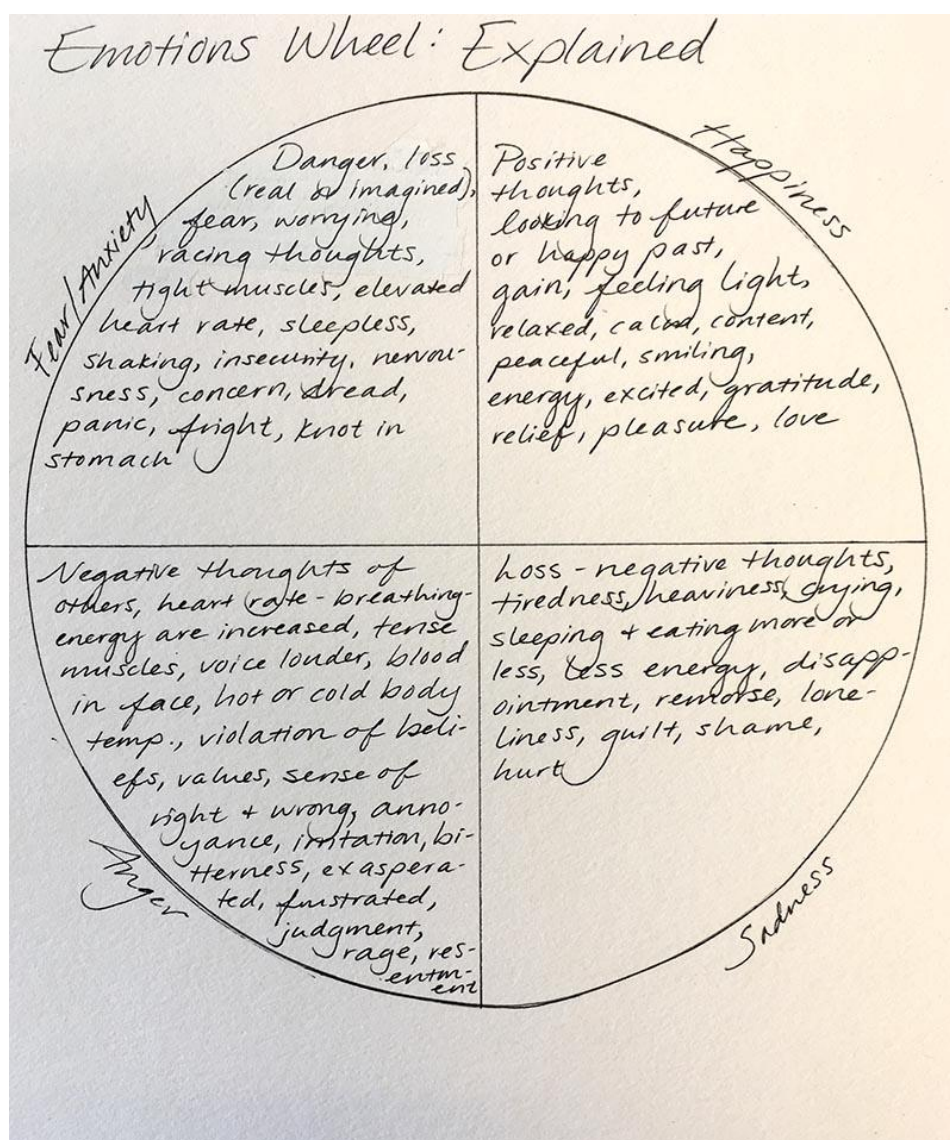 Emotions Wheel: Explained
Fear/Anxiety
Danger, loss
(real or imagined),
fear, worrying,
racing thoughts,
tight muscles, elevated
heart rate, sleepless,
shaking, insecurity, nervou-
sness, concern, dread,
panic, fright, knot in
stomach
Happiness
Positive
thoughts,
looking to future
or happy past,
gain, feeling light,
relaxed, calm, content,
peaceful, smiling,
energy, excited, gratitude,
relief, pleasure, love
Anger
Negative thoughts of
others, heart rate - breathing-
energy are increased, tense
muscles, voice louder, blood
in face, hot or cold body
temp., violation of beli-
efs, values, sense of
right + wrong, anno-
yance, irritation, bi-
tterness, exaspera-
ted, frustrated,
judgment,
rage, res-
entm-
ent
Sadness
Loss - negative thoughts,
tiredness, heaviness, crying,
sleeping + eating more or
less, less energy, disapp-
ointment, remorse, lone-
liness, guilt, shame,
hurt